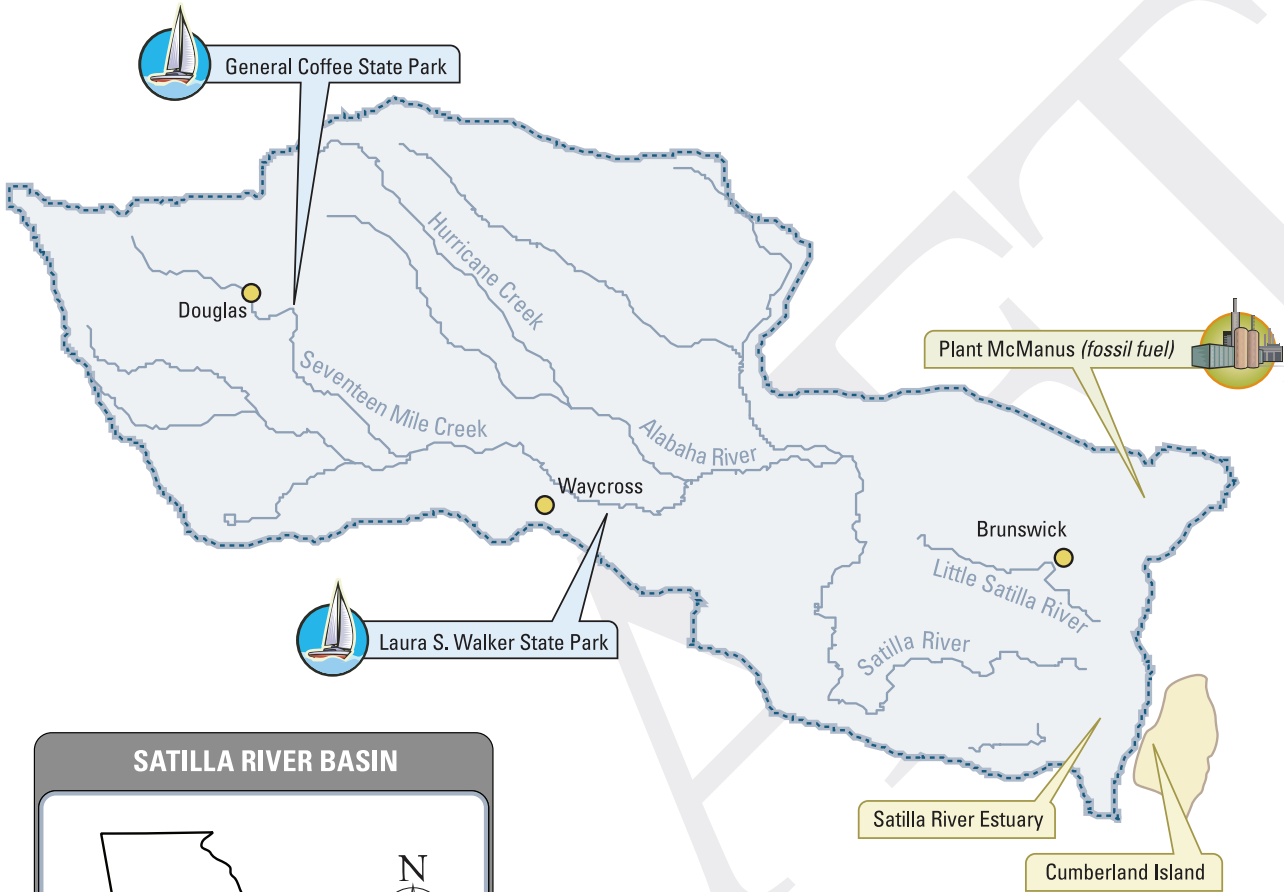 General Coffee State Park
Hurricane Creek
Douglas
Plant McManus (fossil fuel)
Seventeen Mile Creek
Alabaha River
Waycross
Brunswick
Little Satilla River
Satilla River
Laura S. Walker State Park
SATILLA RIVER BASIN
Satilla River Estuary
N
Cumberland Island